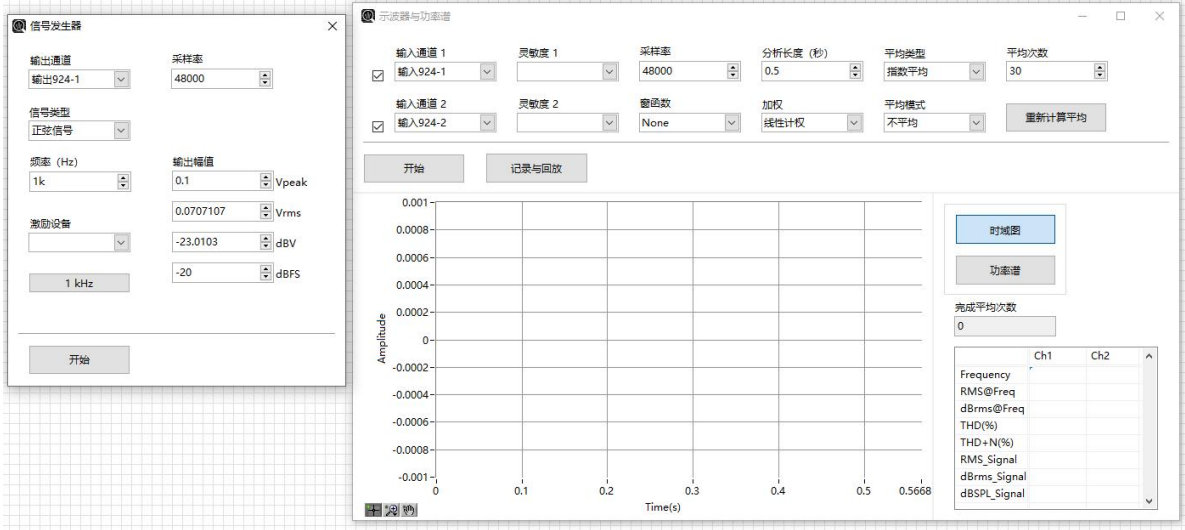 信号发生器
输出通道 采样率
输出924-1 48000
信号类型
正弦信号
频率（Hz） 输出幅值
1k 0.1 Vpeak
0.0707107 Vrms
激励设备
-23.0103 dBV
-20 dBFS
1 kHz
开始
示波器与功率谱
输入通道 1 灵敏度 1 采样率 分析长度（秒） 平均类型 平均次数
输入924-1 48000 0.5 指数平均 30
输入通道 2 灵敏度 2 窗函数 加权 平均模式
输入924-2 None 线性计权 不平均 重新计算平均
开始 记录与回放
0.001
0.0008
0.0006
0.0004
0.0002
0
-0.0002
-0.0004
-0.0006
-0.0008
-0.001
Amplitude
0 0.1 0.2 0.3 0.4 0.5 0.5668
Time(s)
时域图
功率谱
完成平均次数
0
Ch1 Ch2
Frequency
RMS@Freq
dBrms@Freq
THD(%)
THD+N(%)
RMS_Signal
dBrms_Signal
dBSPL_Signal